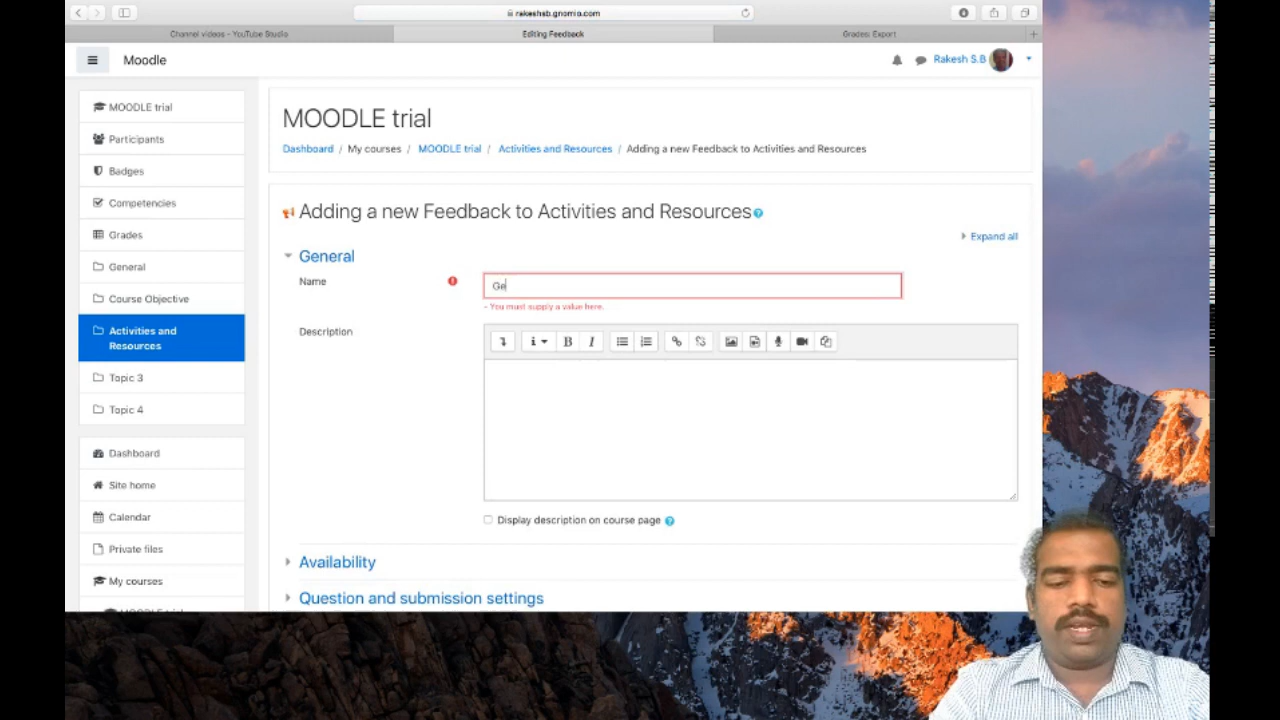 rakeshsb.gnomio.com
Channel videos - YouTube Studio
Editing Feedback
Grades: Export
Moodle
Rakesh S.B
MOODLE trial
Participants
Badges
Competencies
Grades
General
Course Objective
Activities and
Resources
Topic 3
Topic 4
Dashboard
Site home
Calendar
Private files
My courses
MOODLE trial
MOODLE trial
Dashboard / My courses / MOODLE trial / Activities and Resources / Adding a new Feedback to Activities and Resources
Adding a new Feedback to Activities and Resources
Expand all
General
Name
Ge
- You must supply a value here.
Description
Display description on course page
Availability
Question and submission settings